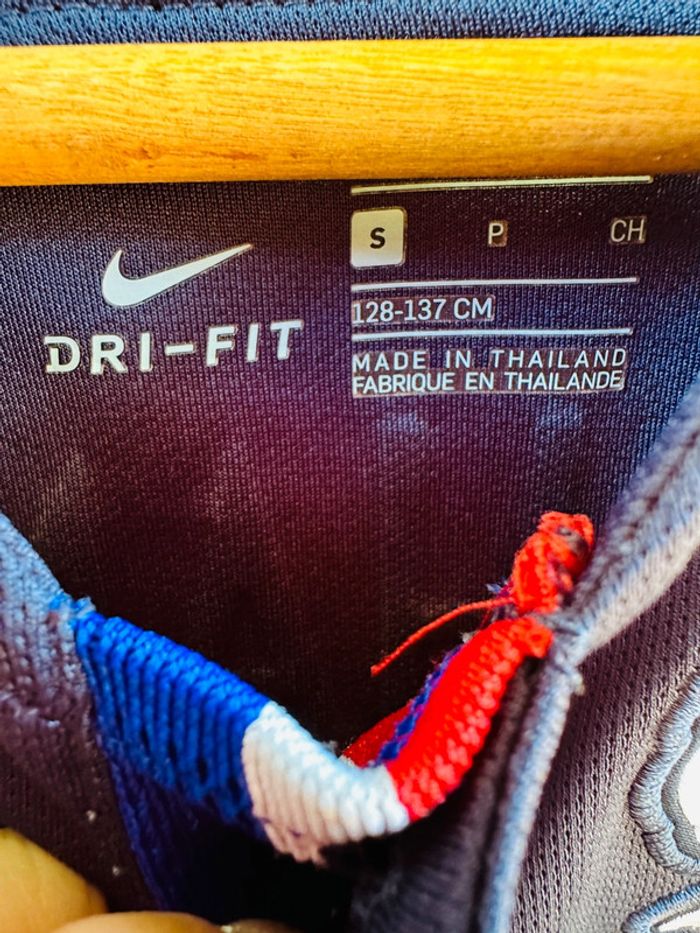 S P CH
DRI-FIT
128-137 CM
MADE IN THAILAND
FABRIQUE EN THAILANDE